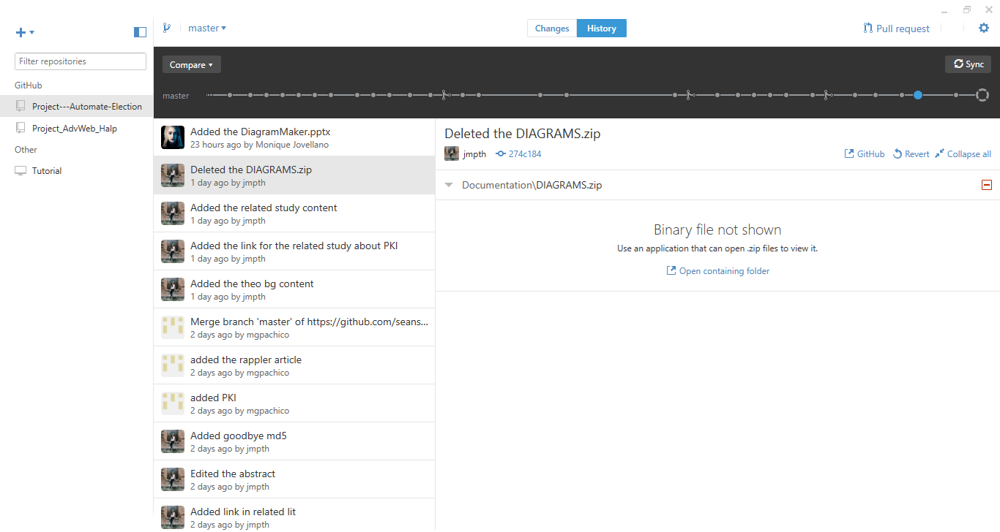 master
Changes
History
Pull request
Filter repositories
Compare
Sync
GitHub
master
Project---Automate-Election
Project_AdvWeb_Halp
Other
Tutorial
Added the DiagramMaker.pptx
23 hours ago by Monique Jovellano
Deleted the DIAGRAMS.zip
1 day ago by jmpth
Added the related study content
1 day ago by jmpth
Added the link for the related study about PKI
1 day ago by jmpth
Added the theo bg content
1 day ago by jmpth
Merge branch 'master' of https://github.com/seans...
2 days ago by mgpachico
added the rappler article
2 days ago by mgpachico
added PKI
2 days ago by mgpachico
Added goodbye md5
2 days ago by jmpth
Edited the abstract
2 days ago by jmpth
Added link in related lit
2 days ago by jmpth
Deleted the DIAGRAMS.zip
jmpth 274c184
GitHub Revert Collapse all
Documentation\DIAGRAMS.zip
Binary file not shown
Use an application that can open .zip files to view it.
Open containing folder